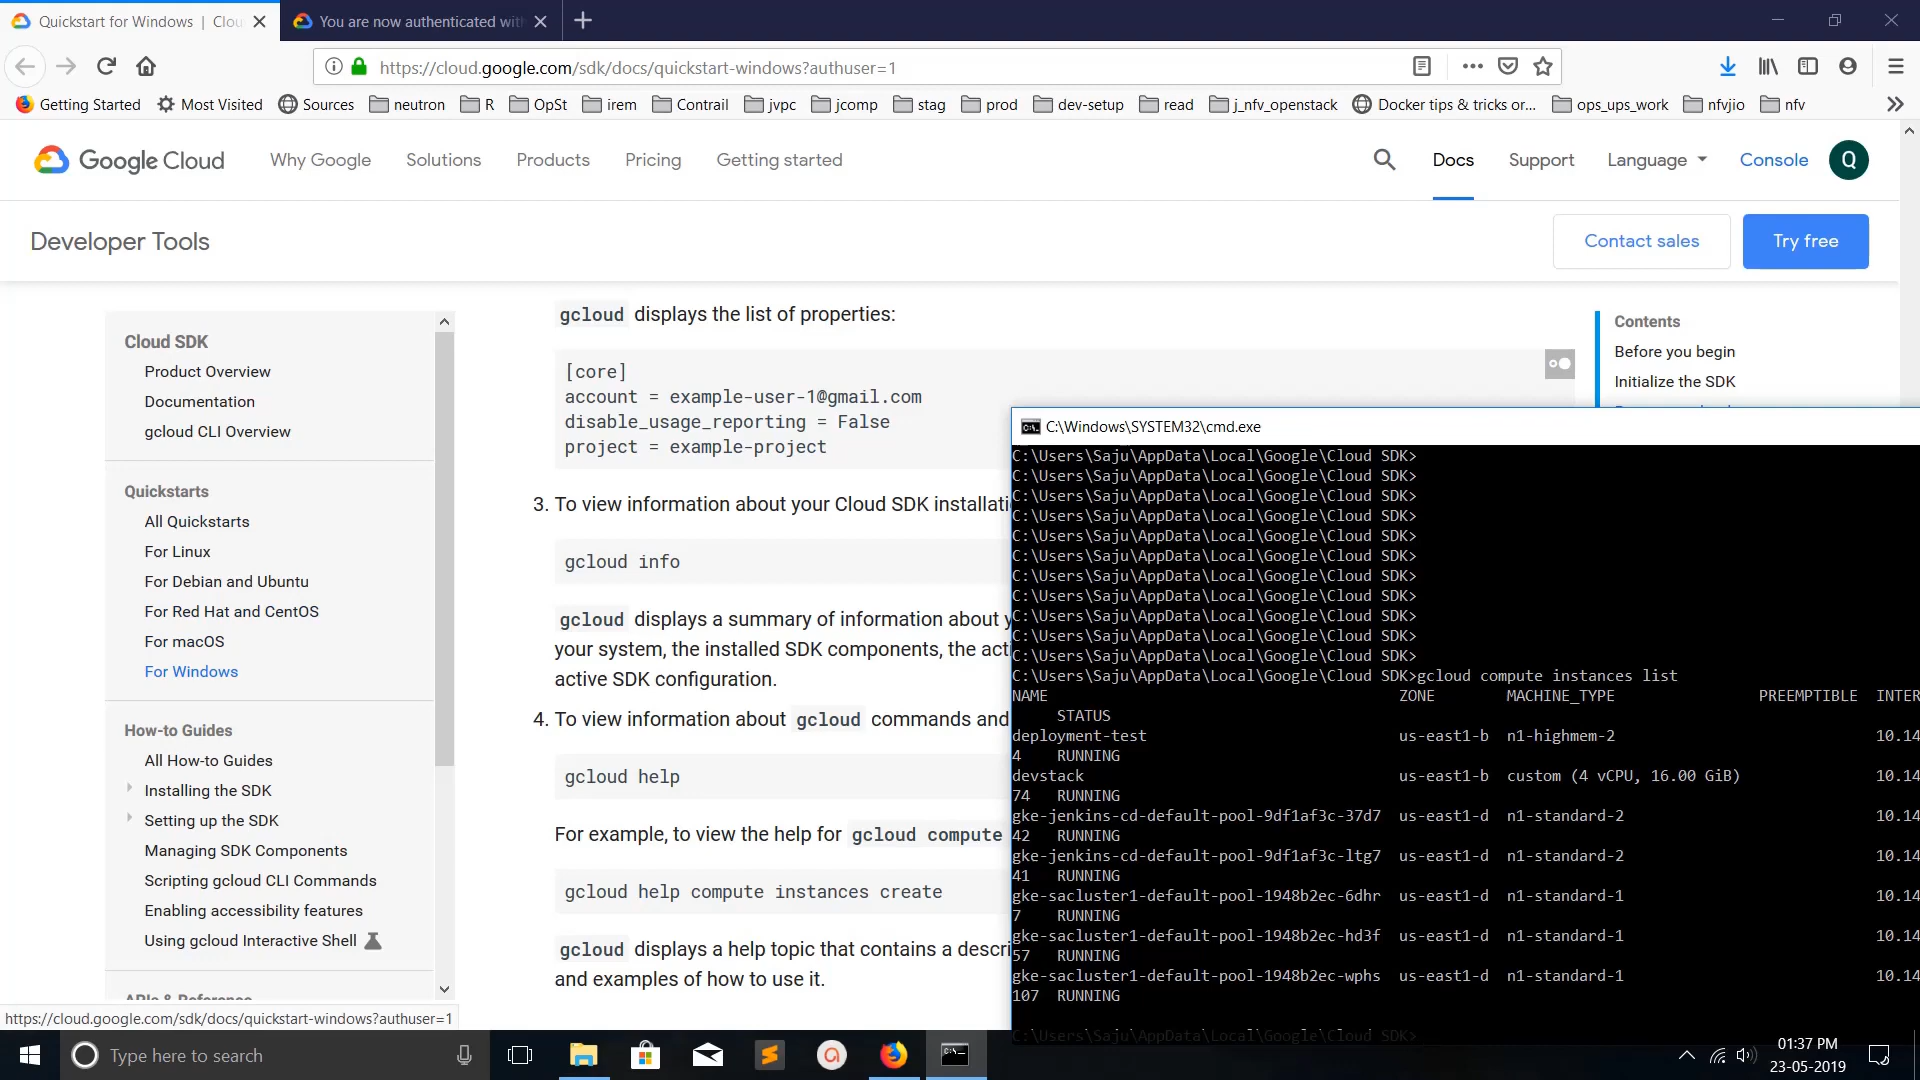 Quickstart for Windows | Clou
You are now authenticated wit
https://cloud.google.com/sdk/docs/quickstart-windows?authuser=1
Getting Started
Most Visited
Sources
neutron
R
OpSt
irem
Contrail
jvpc
jcomp
stag
prod
dev-setup
read
j_nfv_openstack
Docker tips & tricks or...
ops_ups_work
nfvjio
nfv
Google Cloud
Why Google
Solutions
Products
Pricing
Getting started
Docs
Support
Language
Console
Q
Developer Tools
Contact sales
Try free
Cloud SDK
Product Overview
Documentation
gcloud CLI Overview
Quickstarts
All Quickstarts
For Linux
For Debian and Ubuntu
For Red Hat and CentOS
For macOS
For Windows
How-to Guides
All How-to Guides
Installing the SDK
Setting up the SDK
Managing SDK Components
Scripting gcloud CLI Commands
Enabling accessibility features
Using gcloud Interactive Shell
APIs & Reference
gcloud displays the list of properties:
[core]
account = example-user-1@gmail.com
disable_usage_reporting = False
project = example-project
3. To view information about your Cloud SDK installati
gcloud info
gcloud displays a summary of information about y
your system, the installed SDK components, the acti
active SDK configuration.
4. To view information about gcloud commands and
gcloud help
For example, to view the help for gcloud compute
gcloud help compute instances create
gcloud displays a help topic that contains a descri
and examples of how to use it.
Contents
Before you begin
Initialize the SDK
C:\Windows\SYSTEM32\cmd.exe
C:\Users\Saju\AppData\Local\Google\Cloud SDK>
C:\Users\Saju\AppData\Local\Google\Cloud SDK>
C:\Users\Saju\AppData\Local\Google\Cloud SDK>
C:\Users\Saju\AppData\Local\Google\Cloud SDK>
C:\Users\Saju\AppData\Local\Google\Cloud SDK>
C:\Users\Saju\AppData\Local\Google\Cloud SDK>
C:\Users\Saju\AppData\Local\Google\Cloud SDK>
C:\Users\Saju\AppData\Local\Google\Cloud SDK>
C:\Users\Saju\AppData\Local\Google\Cloud SDK>
C:\Users\Saju\AppData\Local\Google\Cloud SDK>
C:\Users\Saju\AppData\Local\Google\Cloud SDK>
C:\Users\Saju\AppData\Local\Google\Cloud SDK>gcloud compute instances list
NAME ZONE MACHINE_TYPE PREEMPTIBLE INTER
STATUS
deployment-test us-east1-b n1-highmem-2 10.14
4 RUNNING
devstack us-east1-b custom (4 vCPU, 16.00 GiB) 10.14
74 RUNNING
gke-jenkins-cd-default-pool-9df1af3c-37d7 us-east1-d n1-standard-2 10.14
42 RUNNING
gke-jenkins-cd-default-pool-9df1af3c-ltg7 us-east1-d n1-standard-2 10.14
41 RUNNING
gke-sacluster1-default-pool-1948b2ec-6dhr us-east1-d n1-standard-1 10.14
7 RUNNING
gke-sacluster1-default-pool-1948b2ec-hd3f us-east1-d n1-standard-1 10.14
57 RUNNING
gke-sacluster1-default-pool-1948b2ec-wphs us-east1-d n1-standard-1 10.14
107 RUNNING
C:\Users\Saju\AppData\Local\Google\Cloud SDK>
https://cloud.google.com/sdk/docs/quickstart-windows?authuser=1
Type here to search
01:37 PM
23-05-2019